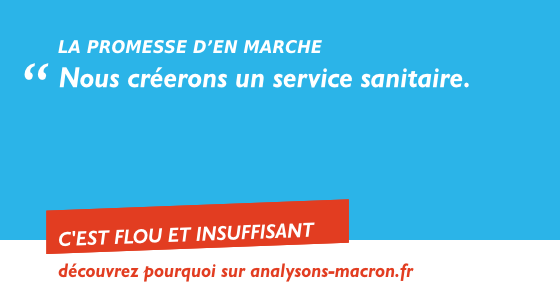 LA PROMESSE D’EN MARCHE
“ Nous créerons un service sanitaire.
C'EST FLOU ET INSUFFISANT
découvrez pourquoi sur analysons-macron.fr